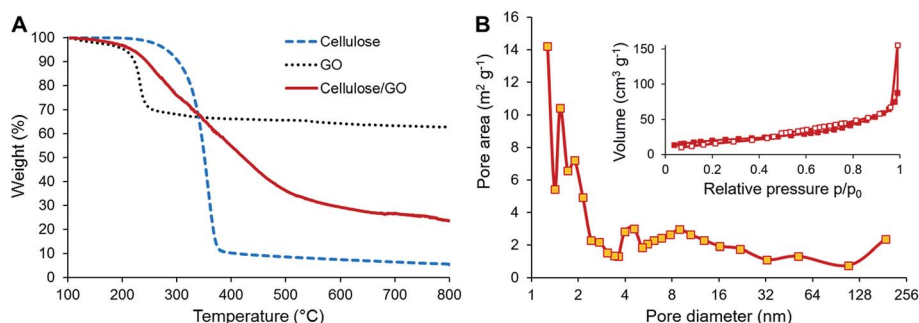 A
100
90
80
70
60
50
40
30
20
10
0
Weight (%)
100 200 300 400 500 600 700 800
Temperature (°C)
Cellulose
GO
Cellulose/GO
B
16
14
12
10
8
6
4
2
0
Pore area (m² g⁻¹)
1 2 4 8 16 32 64 128 256
Pore diameter (nm)
150
100
50
0
Volume (cm³ g⁻¹)
0 0.2 0.4 0.6 0.8 1
Relative pressure p/p₀